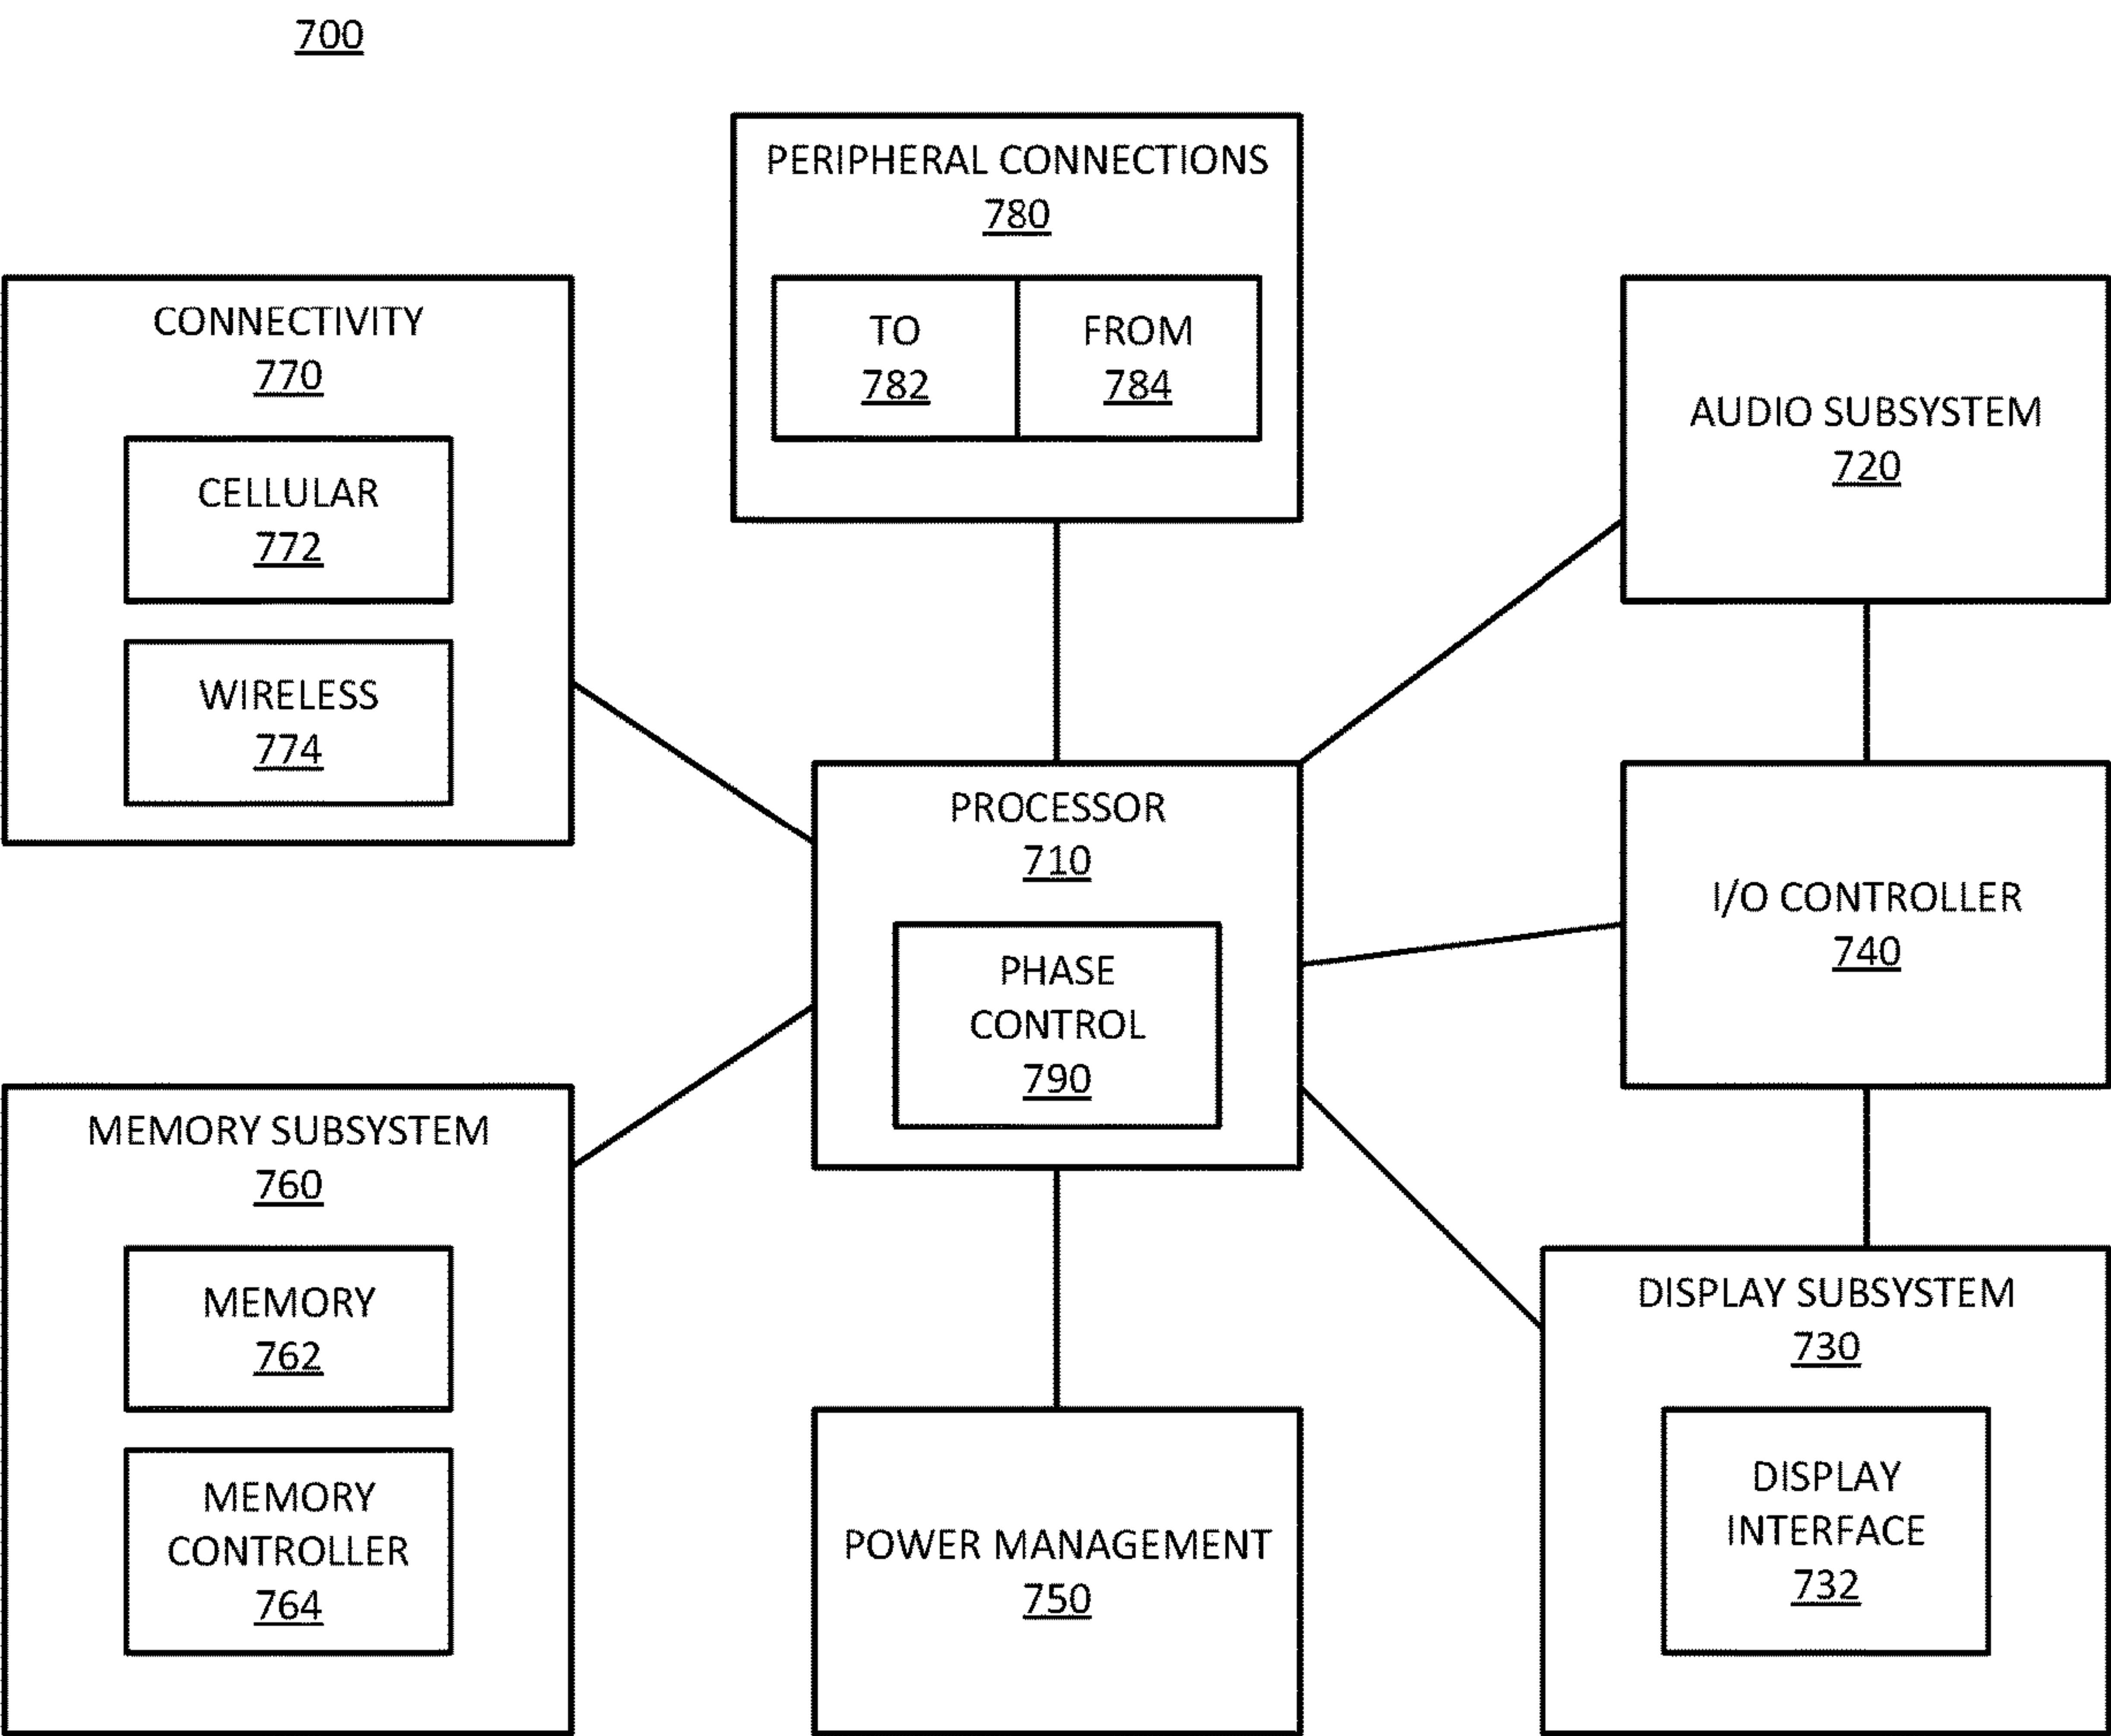 700
PERIPHERAL CONNECTIONS
780
TO
782
FROM
784
CONNECTIVITY
770
CELLULAR
772
WIRELESS
774
AUDIO SUBSYSTEM
720
PROCESSOR
710
PHASE
CONTROL
790
I/O CONTROLLER
740
MEMORY SUBSYSTEM
760
MEMORY
762
MEMORY
CONTROLLER
764
POWER MANAGEMENT
750
DISPLAY SUBSYSTEM
730
DISPLAY
INTERFACE
732